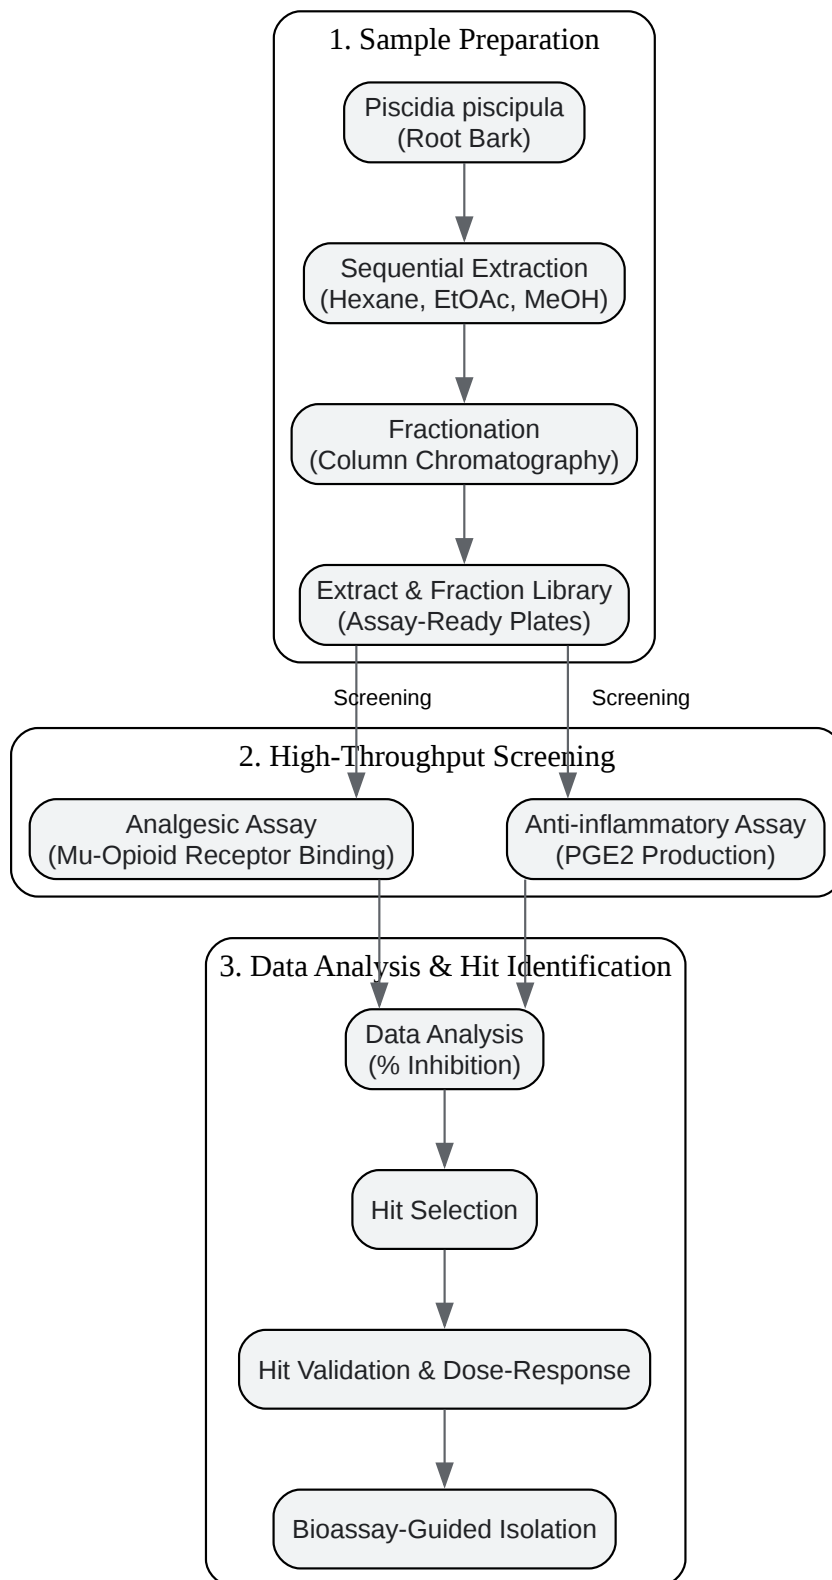 1. Sample Preparation
Piscidia piscipula
(Root Bark)
Sequential Extraction
(Hexane, EtOAc, MeOH)
Fractionation
(Column Chromatography)
Extract & Fraction Library
(Assay-Ready Plates)
Screening
Screening
2. High-Throughput Screening
Analgesic Assay
(Mu-Opioid Receptor Binding)
Anti-inflammatory Assay
(PGE2 Production)
3. Data Analysis & Hit Identification
Data Analysis
(% Inhibition)
Hit Selection
Hit Validation & Dose-Response
Bioassay-Guided Isolation